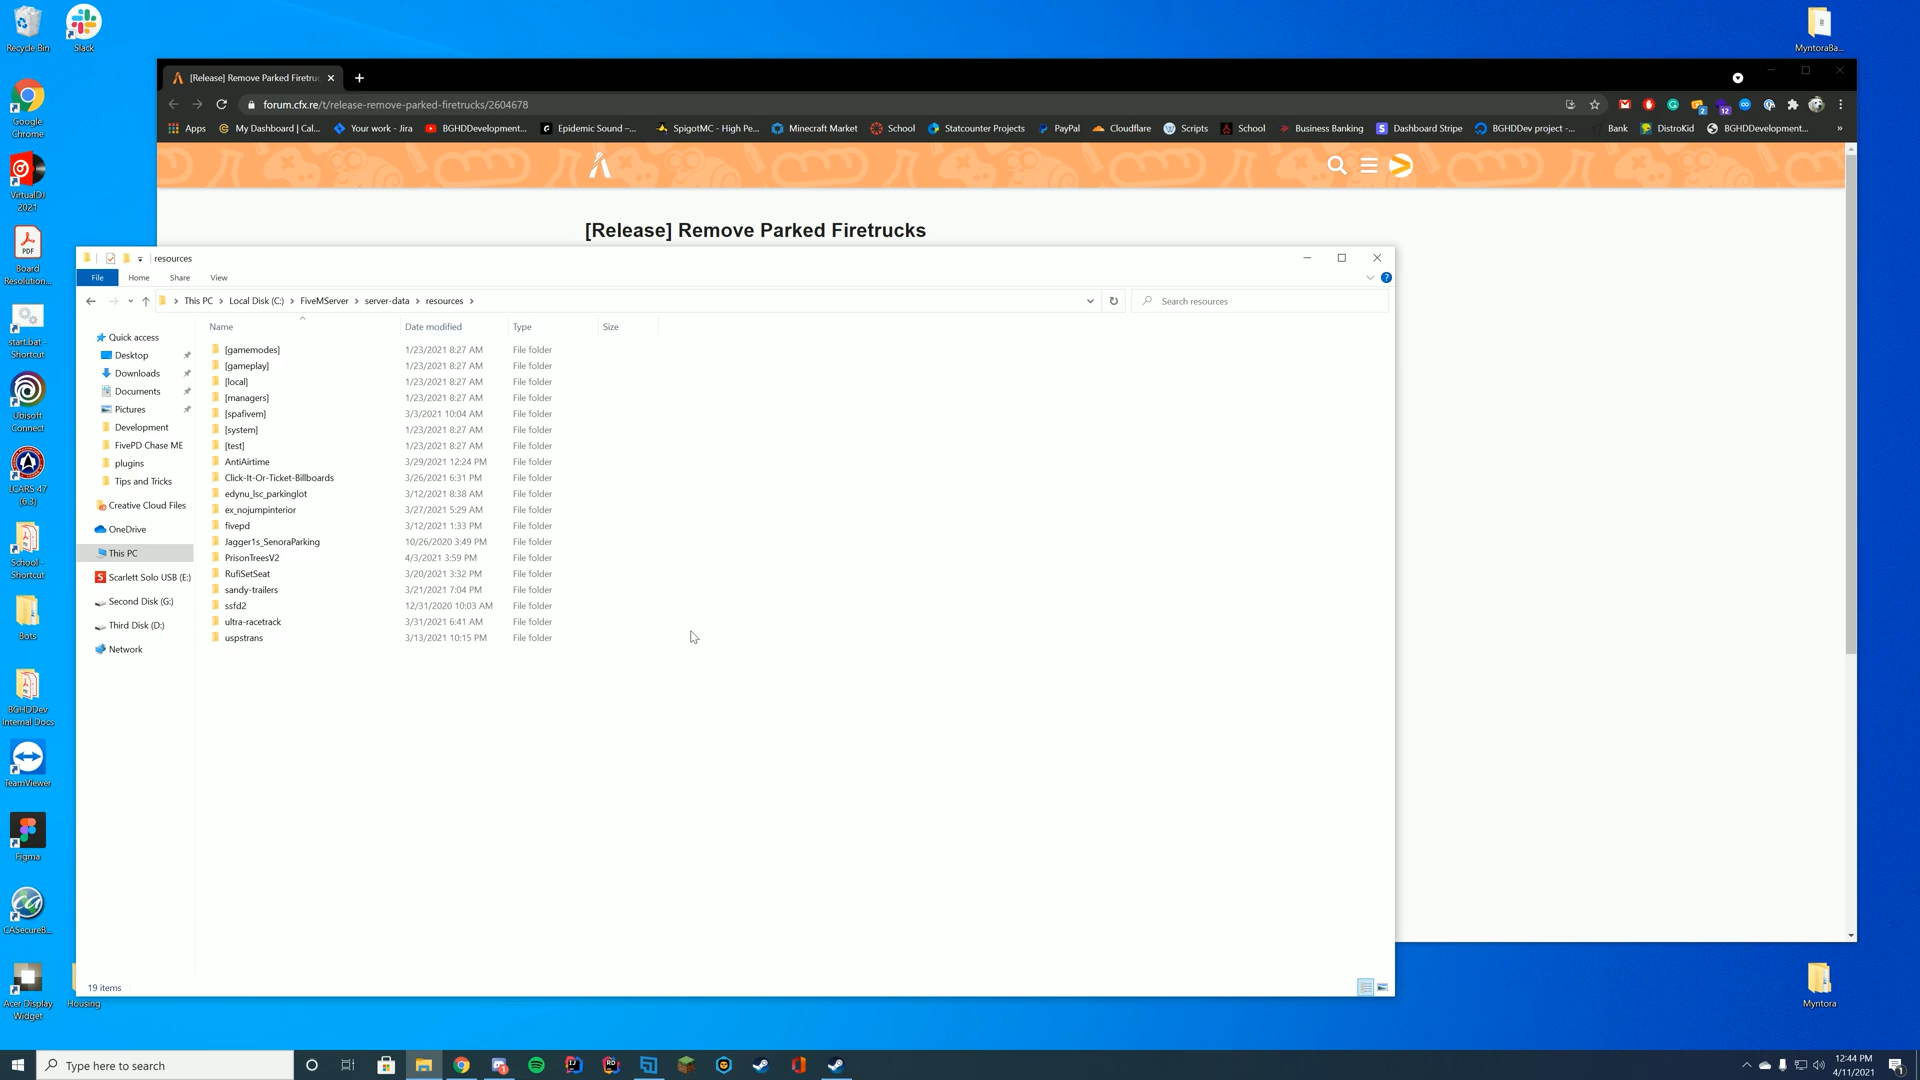 Recycle Bin
Slack
MyntoraBa...
Google Chrome
VirtualDJ 2021
PDF
Board Resolution...
start.bat - Shortcut
Ubisoft Connect
LCARS 47 (6.3)
School - Shortcut
Bots
BGHDDev Internal Docs
TeamViewer
Figma
CASecureB...
Acer Display Widget
Housing
Myntora
[Release] Remove Parked Firetruc
forum.cfx.re/t/release-remove-parked-firetrucks/2604678
Apps
My Dashboard | Cal...
Your work - Jira
BGHDDevelopment...
Epidemic Sound –...
SpigotMC - High Pe...
Minecraft Market
School
Statcounter Projects
PayPal
Cloudflare
Scripts
School
Business Banking
Dashboard Stripe
BGHDDev project -...
Bank
DistroKid
BGHDDevelopment...
»
[Release] Remove Parked Firetrucks
resources
File Home Share View
This PC > Local Disk (C:) > FiveMServer > server-data > resources >
Search resources
Quick access
Desktop
Downloads
Documents
Pictures
Development
FivePD Chase ME
plugins
Tips and Tricks
Creative Cloud Files
OneDrive
This PC
Scarlett Solo USB (E:)
Second Disk (G:)
Third Disk (D:)
Network
Name Date modified Type Size
[gamemodes] 1/23/2021 8:27 AM File folder
[gameplay] 1/23/2021 8:27 AM File folder
[local] 1/23/2021 8:27 AM File folder
[managers] 1/23/2021 8:27 AM File folder
[spafivem] 3/3/2021 10:04 AM File folder
[system] 1/23/2021 8:27 AM File folder
[test] 1/23/2021 8:27 AM File folder
AntiAirtime 3/29/2021 12:24 PM File folder
Click-It-Or-Ticket-Billboards 3/26/2021 6:31 PM File folder
edynu_lsc_parkinglot 3/12/2021 8:38 AM File folder
ex_nojumpinterior 3/27/2021 5:29 AM File folder
fivepd 3/12/2021 1:33 PM File folder
Jagger1s_SenoraParking 10/26/2020 3:49 PM File folder
PrisonTreesV2 4/3/2021 3:59 PM File folder
RufiSetSeat 3/20/2021 3:32 PM File folder
sandy-trailers 3/21/2021 7:04 PM File folder
ssfd2 12/31/2020 10:03 AM File folder
ultra-racetrack 3/31/2021 6:41 AM File folder
uspstrans 3/13/2021 10:15 PM File folder
19 items
Type here to search
12:44 PM
4/11/2021